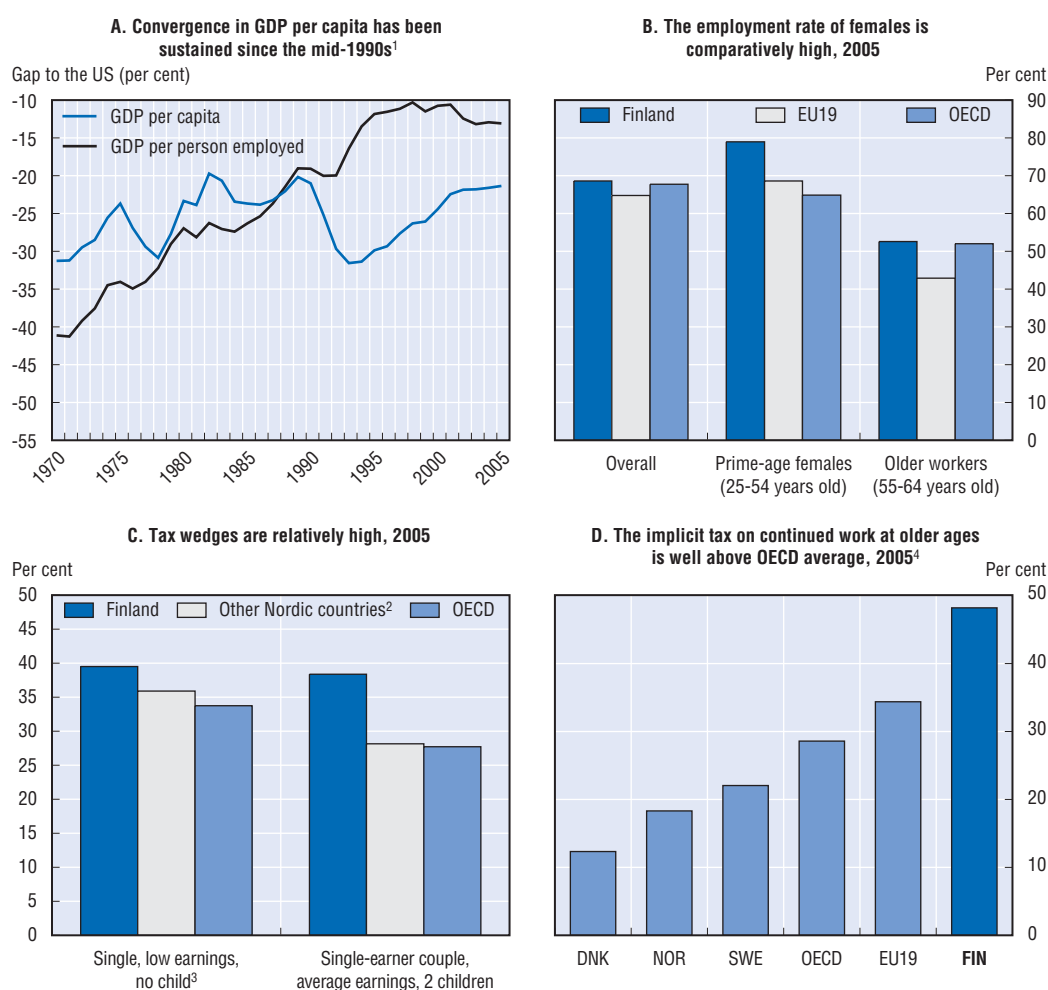 A. Convergence in GDP per capita has been
sustained since the mid-1990s¹
Gap to the US (per cent)
-10
-15
-20
-25
-30
-35
-40
-45
-50
-55
GDP per capita
GDP per person employed
1970
1975
1980
1985
1990
1995
2000
2005
B. The employment rate of females is
comparatively high, 2005
Per cent
90
80
70
60
50
40
30
20
10
0
Finland
EU19
OECD
Overall
Prime-age females
(25-54 years old)
Older workers
(55-64 years old)
C. Tax wedges are relatively high, 2005
Per cent
50
45
40
35
30
25
20
15
10
5
0
Finland
Other Nordic countries²
OECD
Single, low earnings,
no child³
Single-earner couple,
average earnings, 2 children
D. The implicit tax on continued work at older ages
is well above OECD average, 2005⁴
Per cent
50
40
30
20
10
0
DNK
NOR
SWE
OECD
EU19
FIN